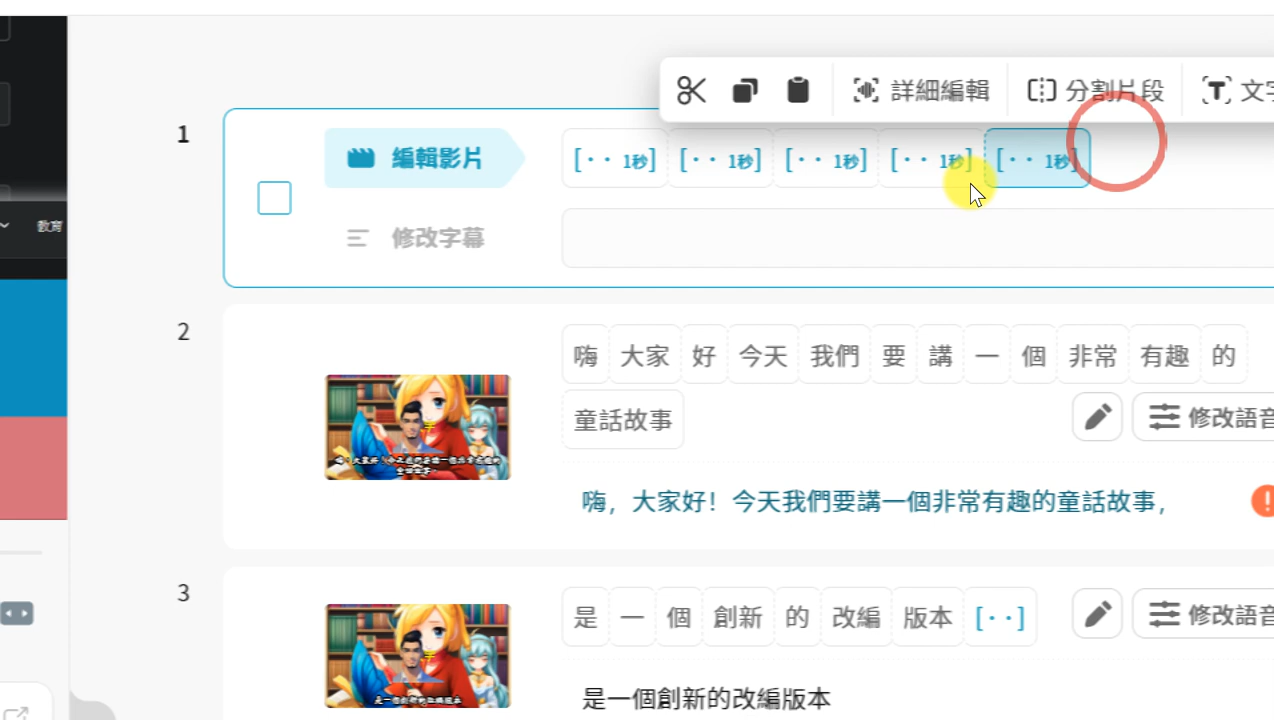 詳細編輯 分割片段 文字
1
編輯影片 [·· 1秒] [·· 1秒] [·· 1秒] [·· 1秒] [·· 1秒]
修改字幕
教育
2
嗨 大家 好 今天 我們 要 講 一 個 非常 有趣 的
童話故事
修改語音
嗨，大家好！今天我們要講一個非常有趣的童話故事，
3
是 一 個 創新 的 改編 版本 [··]
修改語音
是一個創新的改編版本